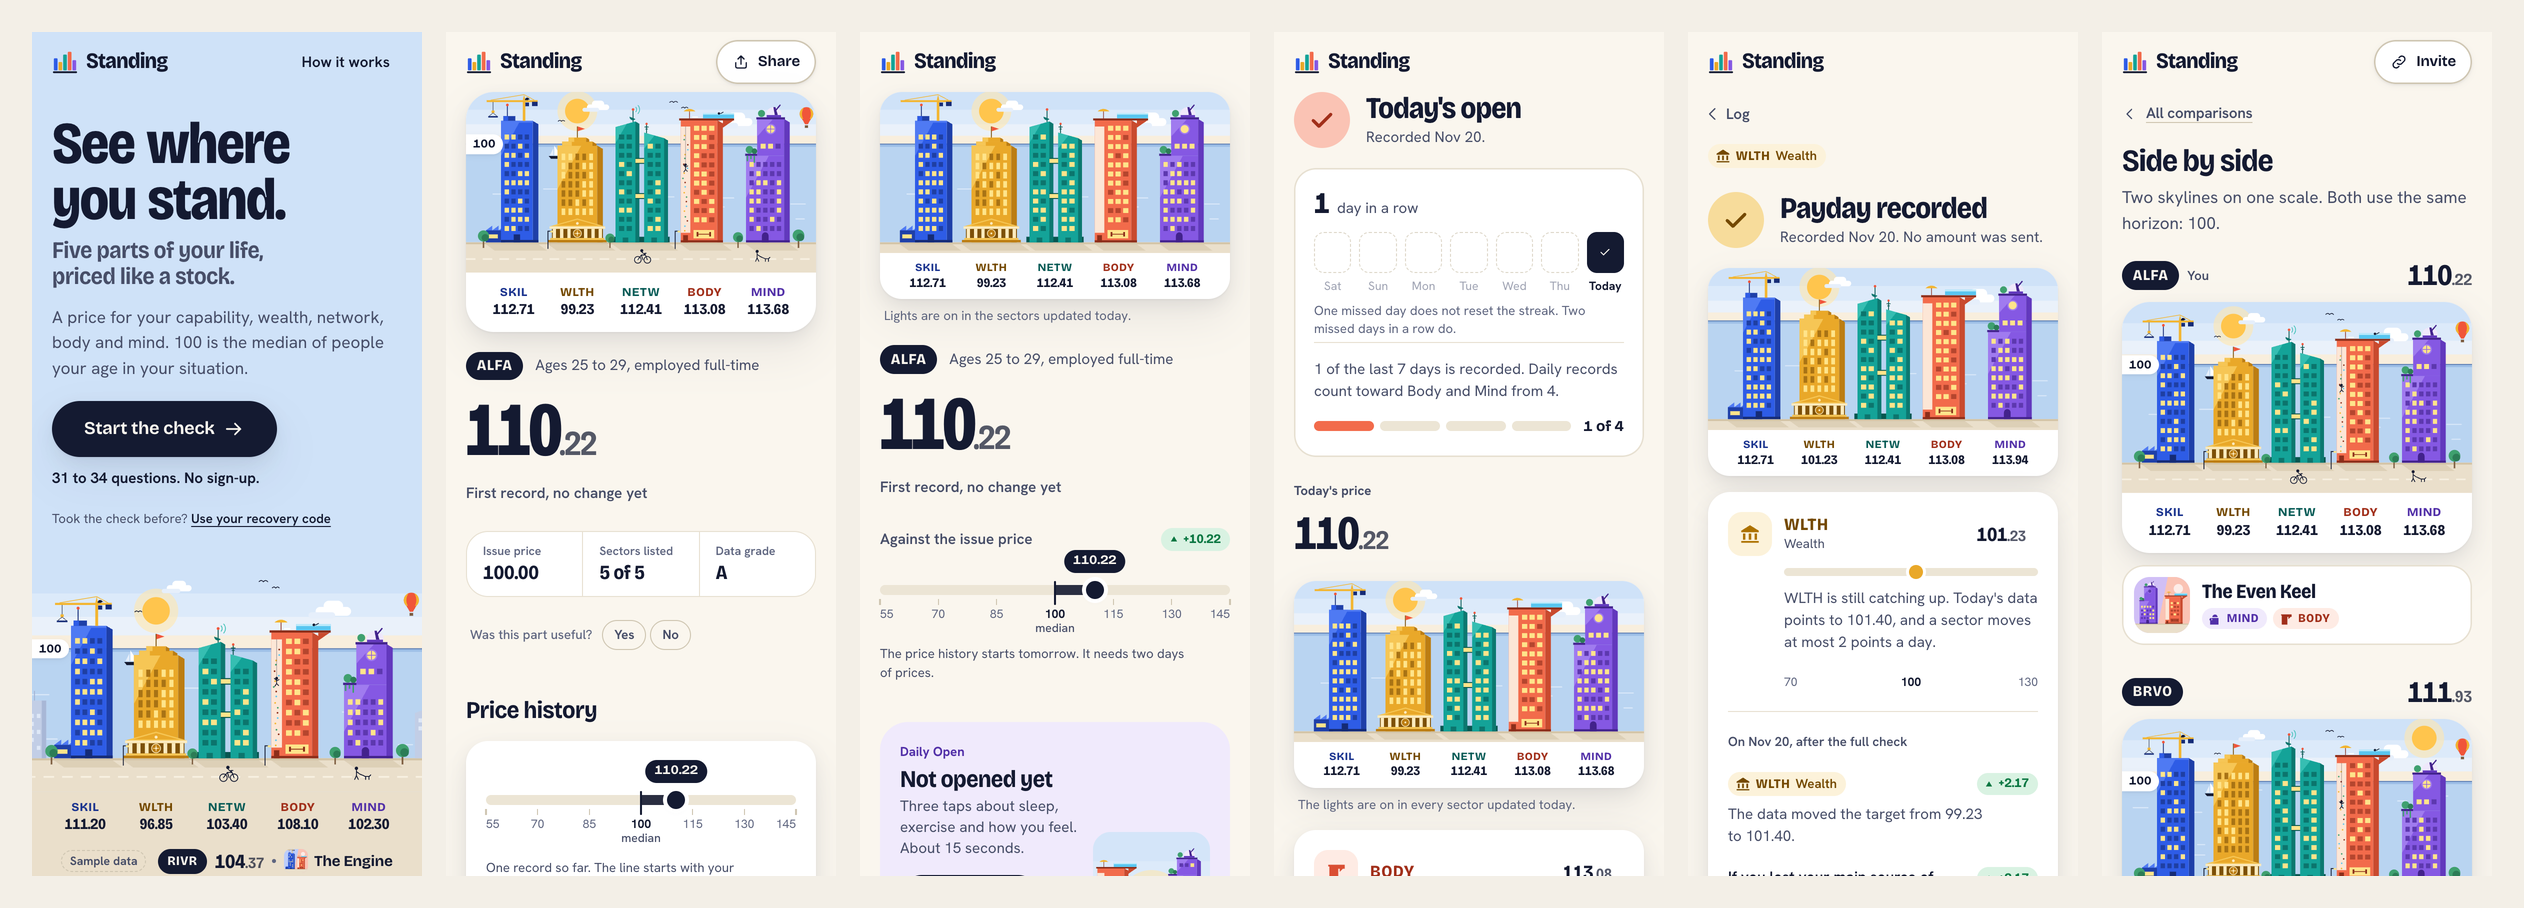 Standing
How it works
See where
you stand.
Five parts of your life,
priced like a stock.
A price for your capability, wealth, network,
body and mind. 100 is the median of people
your age in your situation.
Start the check
31 to 34 questions. No sign-up.
Took the check before? Use your recovery code
100
SKIL WLTH NETW BODY MIND
111.20 96.85 103.40 108.10 102.30
Sample data RIVR 104.37 • The Engine
Standing
Share
100
SKIL WLTH NETW BODY MIND
112.71 99.23 112.41 113.08 113.68
ALFA Ages 25 to 29, employed full-time
110.22
First record, no change yet
Issue price Sectors listed Data grade
100.00 5 of 5 A
Was this part useful? Yes No
Price history
110.22
55 70 85 100 115 130 145
median
One record so far. The line starts with your
Standing
SKIL WLTH NETW BODY MIND
112.71 99.23 112.41 113.08 113.68
Lights are on in the sectors updated today.
ALFA Ages 25 to 29, employed full-time
110.22
First record, no change yet
Against the issue price +10.22
110.22
55 70 85 100 115 130 145
median
The price history starts tomorrow. It needs two days
of prices.
Daily Open
Not opened yet
Three taps about sleep,
exercise and how you feel.
About 15 seconds.
Standing
Today's open
Recorded Nov 20.
1 day in a row
Sat Sun Mon Tue Wed Thu Today
One missed day does not reset the streak. Two
missed days in a row do.
1 of the last 7 days is recorded. Daily records
count toward Body and Mind from 4.
1 of 4
Today's price
110.22
SKIL WLTH NETW BODY MIND
112.71 99.23 112.41 113.08 113.68
The lights are on in every sector updated today.
BODY 113.08
Standing
Log
WLTH Wealth
Payday recorded
Recorded Nov 20. No amount was sent.
SKIL WLTH NETW BODY MIND
112.71 101.23 112.41 113.08 113.94
WLTH 101.23
Wealth
WLTH is still catching up. Today's data
points to 101.40, and a sector moves
at most 2 points a day.
70 100 130
On Nov 20, after the full check
WLTH Wealth +2.17
The data moved the target from 99.23
to 101.40.
If you lost your main source of +2.17
Standing
Invite
All comparisons
Side by side
Two skylines on one scale. Both use the same
horizon: 100.
ALFA You 110.22
100
SKIL WLTH NETW BODY MIND
112.71 99.23 112.41 113.08 113.68
The Even Keel
MIND BODY
BRVO 111.93
100